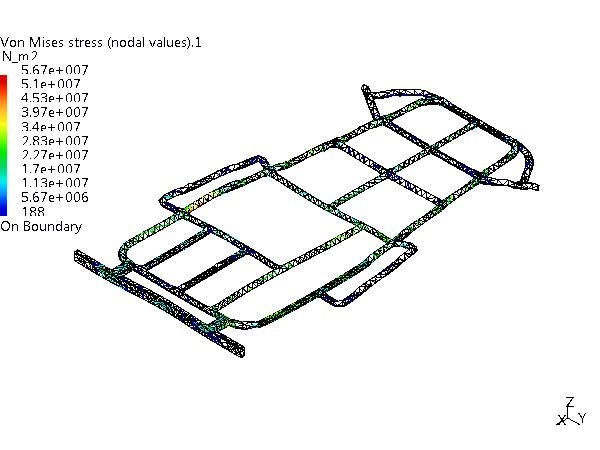 Von Mises stress (nodal values).1
N_m2
5.67e+007
5.1e+007
4.53e+007
3.97e+007
3.4e+007
2.83e+007
2.27e+007
1.7e+007
1.13e+007
5.67e+006
188
On Boundary
Z
X Y